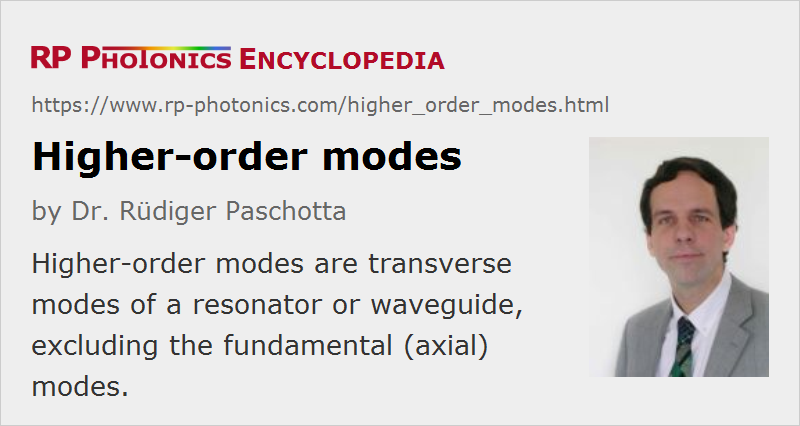 RP PHOTONICS ENCYCLOPEDIA
https://www.rp-photonics.com/higher_order_modes.html
Higher-order modes
by Dr. Rüdiger Paschotta
Higher-order modes are transverse
modes of a resonator or waveguide,
excluding the fundamental (axial)
modes.